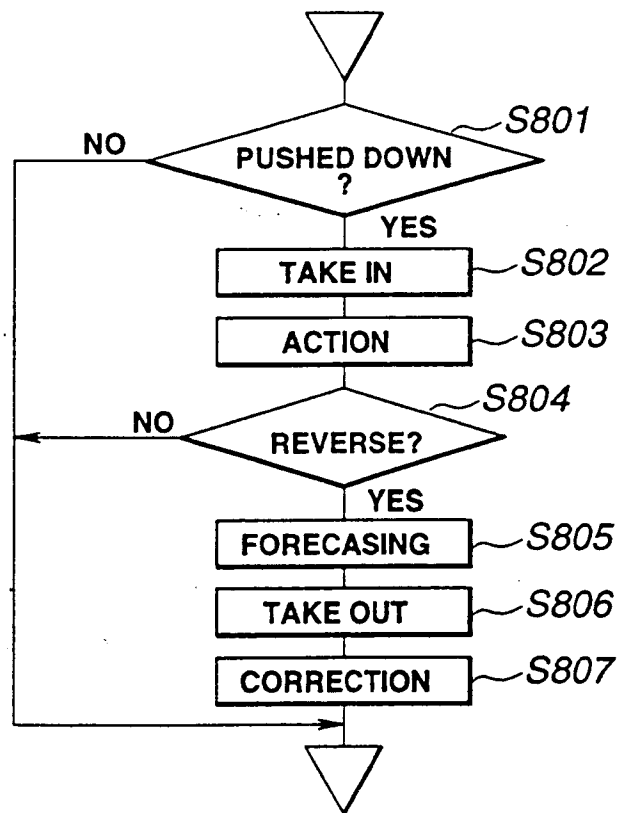 S801
NO
PUSHED DOWN
?
YES
TAKE IN
S802
ACTION
S803
S804
NO
REVERSE?
YES
FORECASING
S805
TAKE OUT
S806
CORRECTION
S807